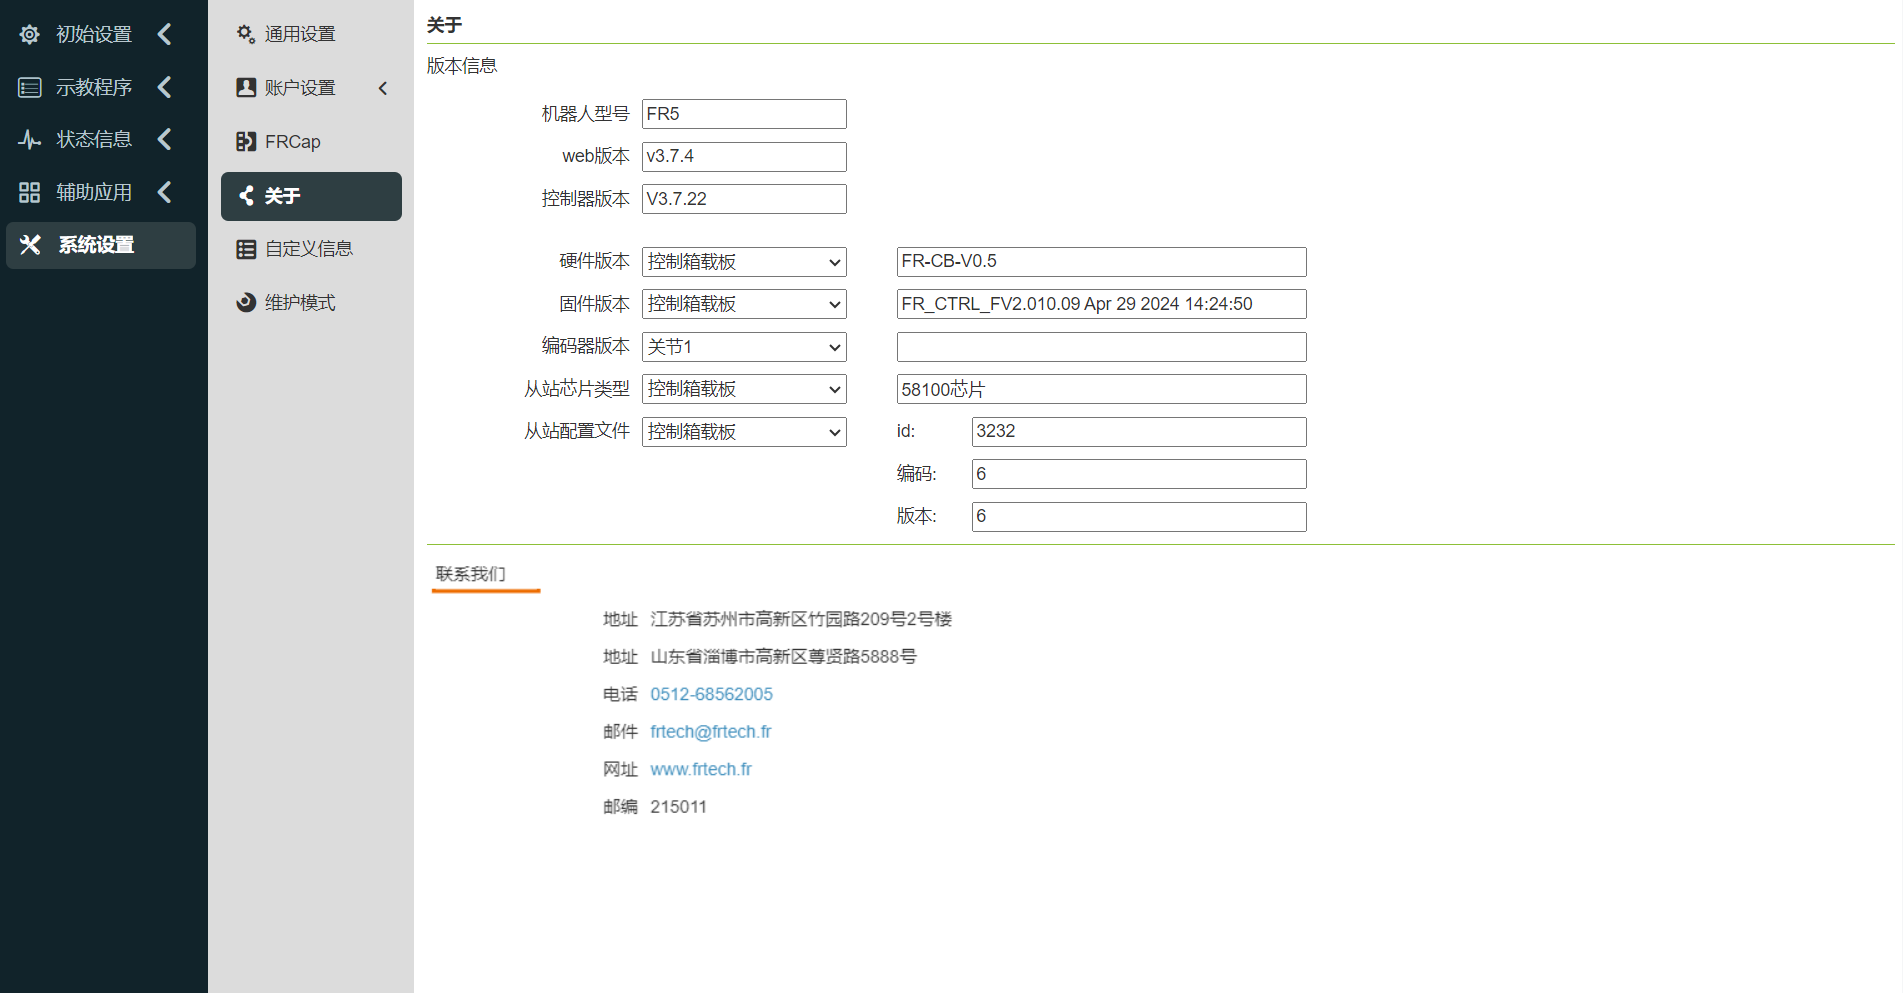 初始设置
示教程序
状态信息
辅助应用
系统设置
通用设置
账户设置
FRCap
关于
自定义信息
维护模式
关于
版本信息
机器人型号 FR5
web版本 v3.7.4
控制器版本 V3.7.22
硬件版本 控制箱载板 FR-CB-V0.5
固件版本 控制箱载板 FR_CTRL_FV2.010.09 Apr 29 2024 14:24:50
编码器版本 关节1
从站芯片类型 控制箱载板 58100芯片
从站配置文件 控制箱载板 id: 3232
编码: 6
版本: 6
联系我们
地址 江苏省苏州市高新区竹园路209号2号楼
地址 山东省淄博市高新区尊贤路5888号
电话 0512-68562005
邮件 frtech@frtech.fr
网址 www.frtech.fr
邮编 215011